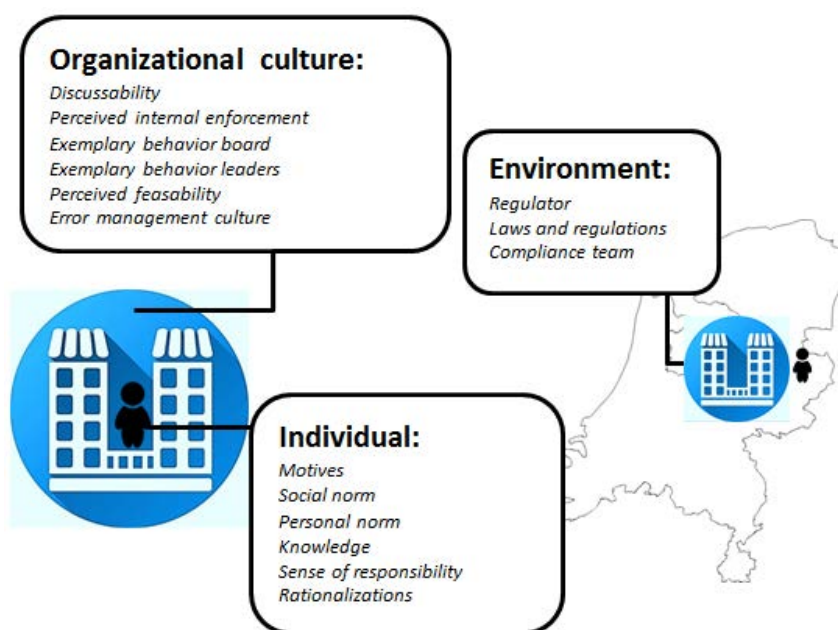 Organizational culture:
Discussability
Perceived internal enforcement
Exemplary behavior board
Exemplary behavior leaders
Perceived feasability
Error management culture
Environment:
Regulator
Laws and regulations
Compliance team
Individual:
Motives
Social norm
Personal norm
Knowledge
Sense of responsibility
Rationalizations